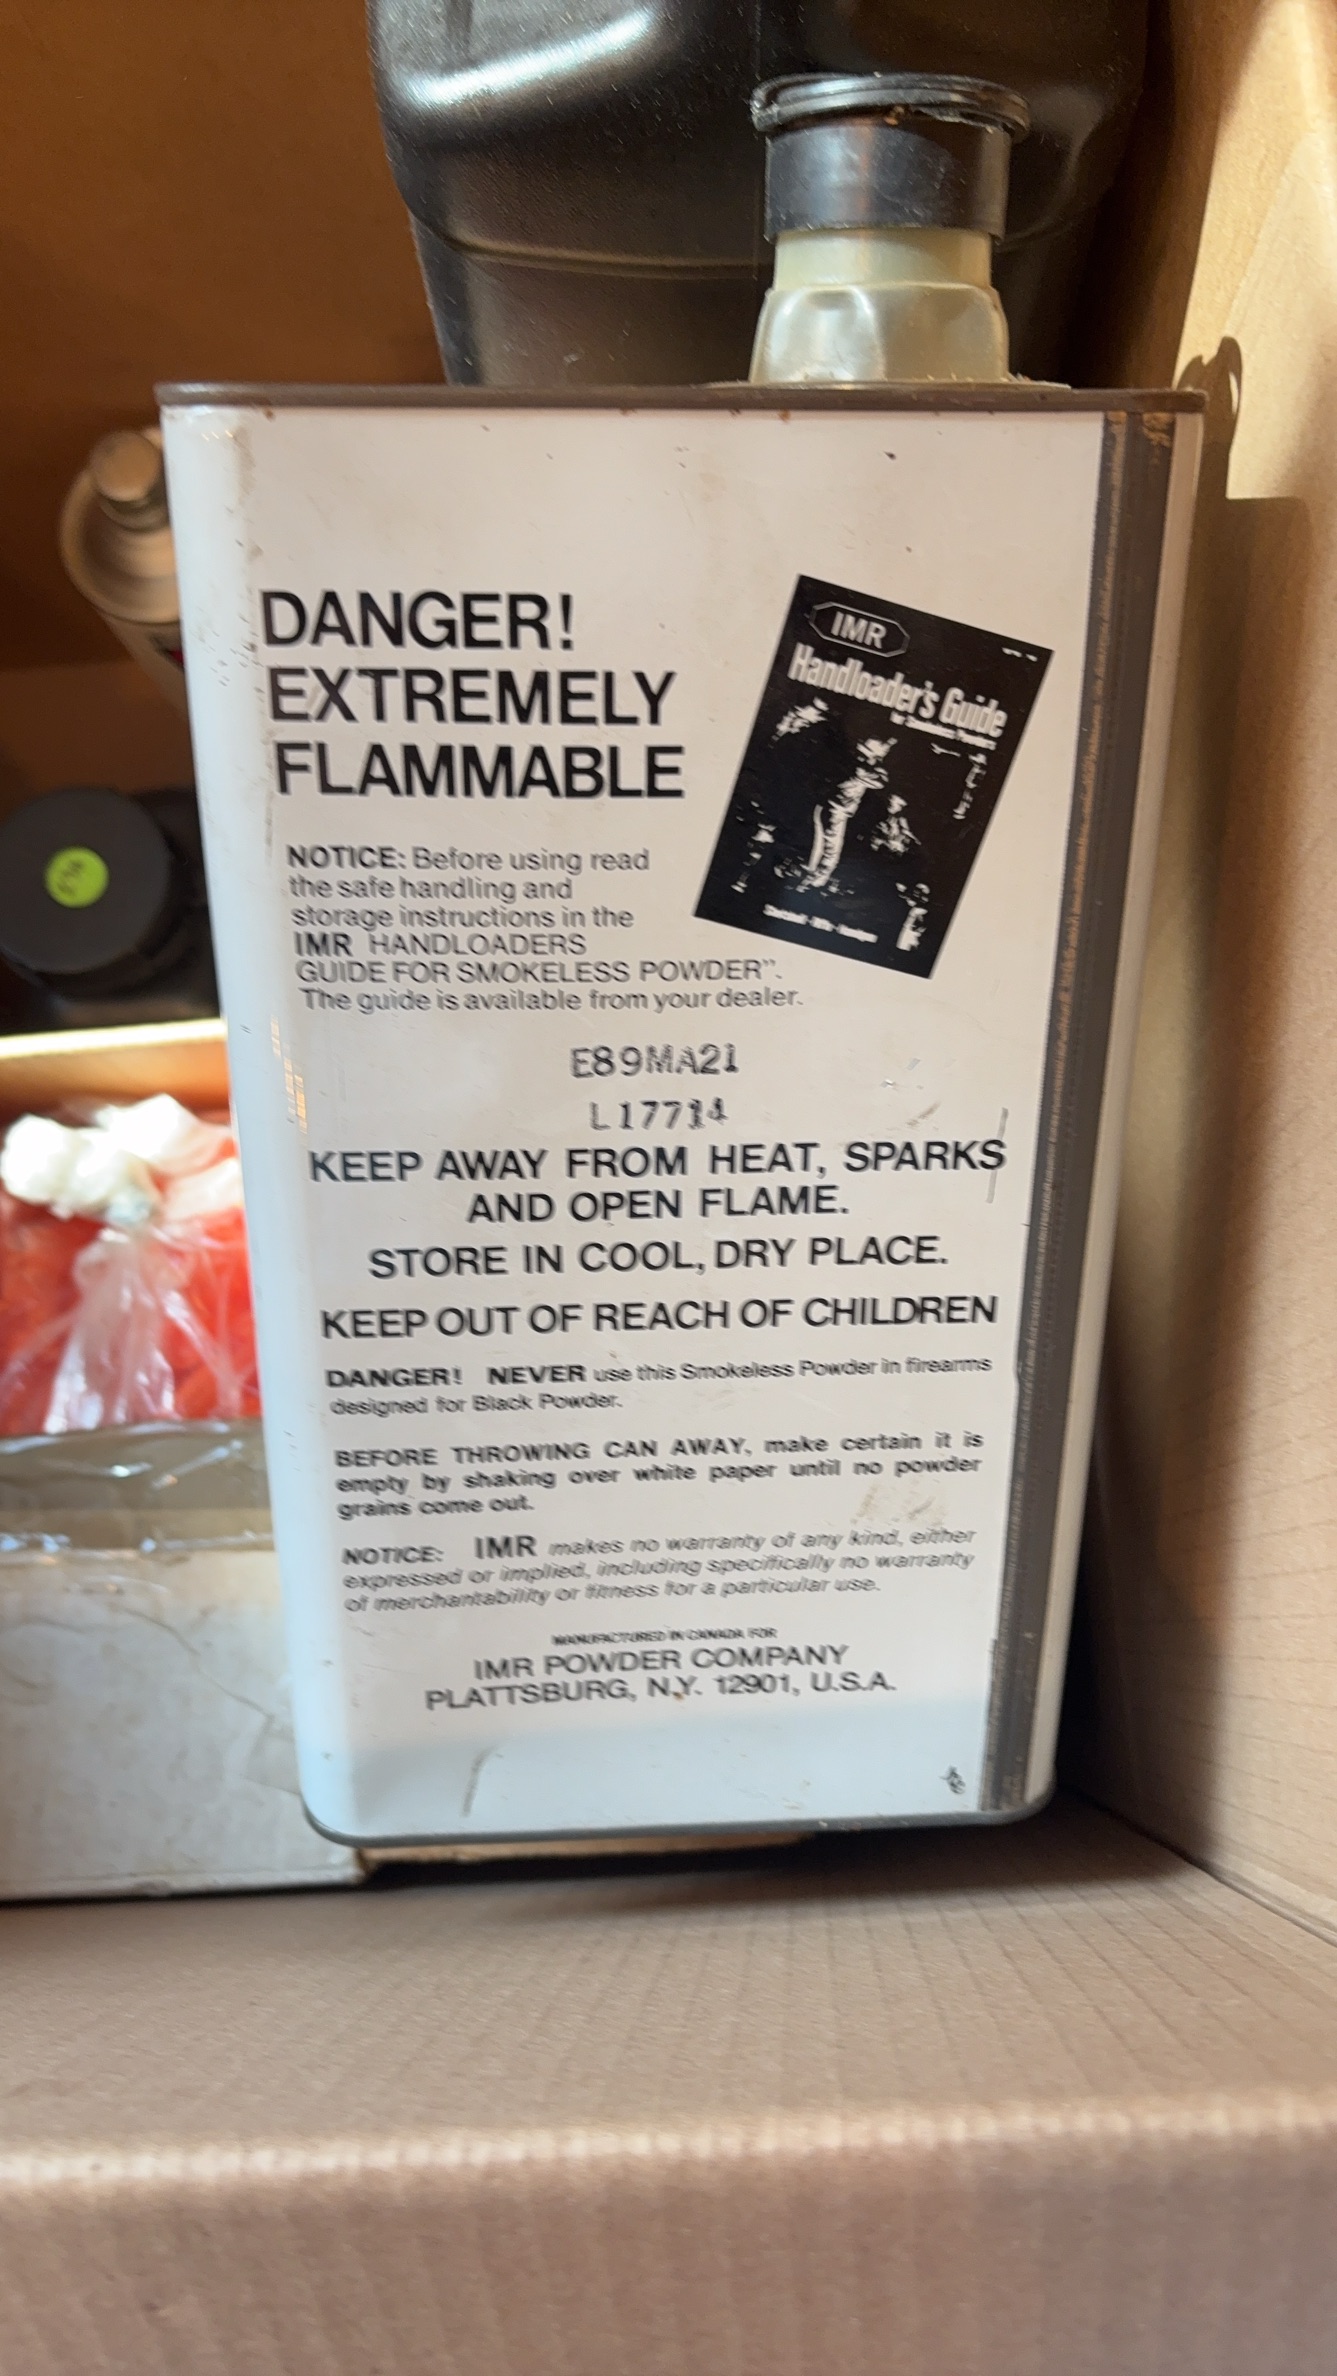 DANGER!
EXTREMELY
FLAMMABLE
IMR
Handloader's Guide
NOTICE: Before using read
the safe handling and
storage instructions in the
IMR HANDLOADERS
GUIDE FOR SMOKELESS POWDER".
The guide is available from your dealer.
E89MA21
L17714
KEEP AWAY FROM HEAT, SPARKS
AND OPEN FLAME.
STORE IN COOL, DRY PLACE.
KEEP OUT OF REACH OF CHILDREN
DANGER! NEVER use this Smokeless Powder in firearms
designed for Black Powder.
BEFORE THROWING CAN AWAY, make certain it is
empty by shaking over white paper until no powder
grains come out.
NOTICE: IMR makes no warranty of any kind, either
expressed or implied, including specifically no warranty
of merchantability or fitness for a particular use.
MANUFACTURED IN CANADA FOR
IMR POWDER COMPANY
PLATTSBURG, N.Y. 12901, U.S.A.